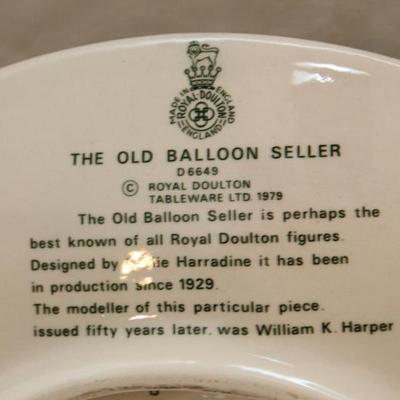 MADE IN ENGLAND
ROYAL DOULTON
ENGLAND
THE OLD BALLOON SELLER
D 6649
© ROYAL DOULTON
TABLEWARE LTD. 1979
The Old Balloon Seller is perhaps the
best known of all Royal Doulton figures.
Designed by Harradine it has been
in production since 1929.
The modeller of this particular piece.
issued fifty years later. was William K. Harper